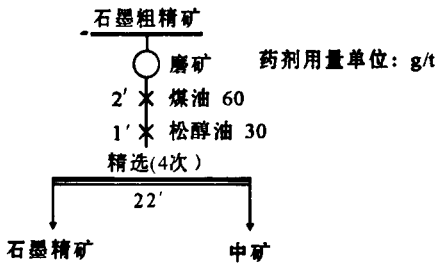 石墨粗精矿
磨矿
药剂用量单位: g/t
2′ 煤油 60
1′ 松醇油 30
精选(4次)
22′
石墨精矿
中矿